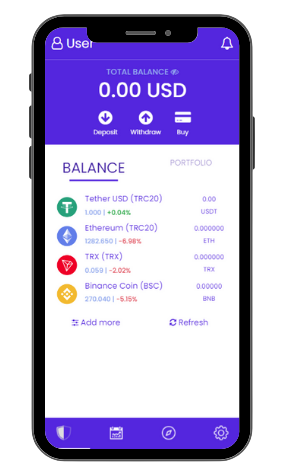 User
TOTAL BALANCE
0.00 USD
Deposit Withdraw Buy
BALANCE PORTFOLIO
Tether USD (TRC20) 0.00
1.000 | +0.04% USDT
Ethereum (TRC20) 0.000000
1282.650 | -6.98% ETH
TRX (TRX) 0.000000
0.059 | -2.02% TRX
Binance Coin (BSC) 0.00000
270.040 | -5.15% BNB
Add more Refresh